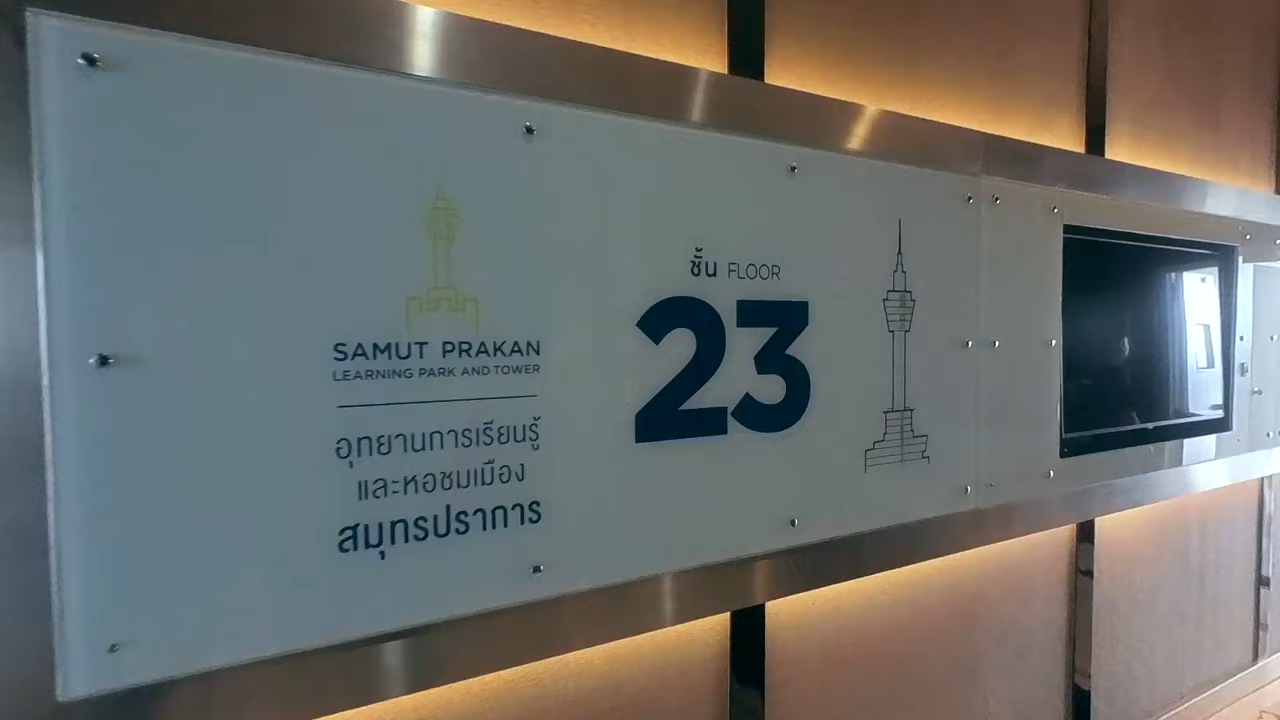 SAMUT PRAKAN
LEARNING PARK AND TOWER
อุทยานการเรียนรู้
และหอชมเมือง
สมุทรปราการ
ชั้น FLOOR
23